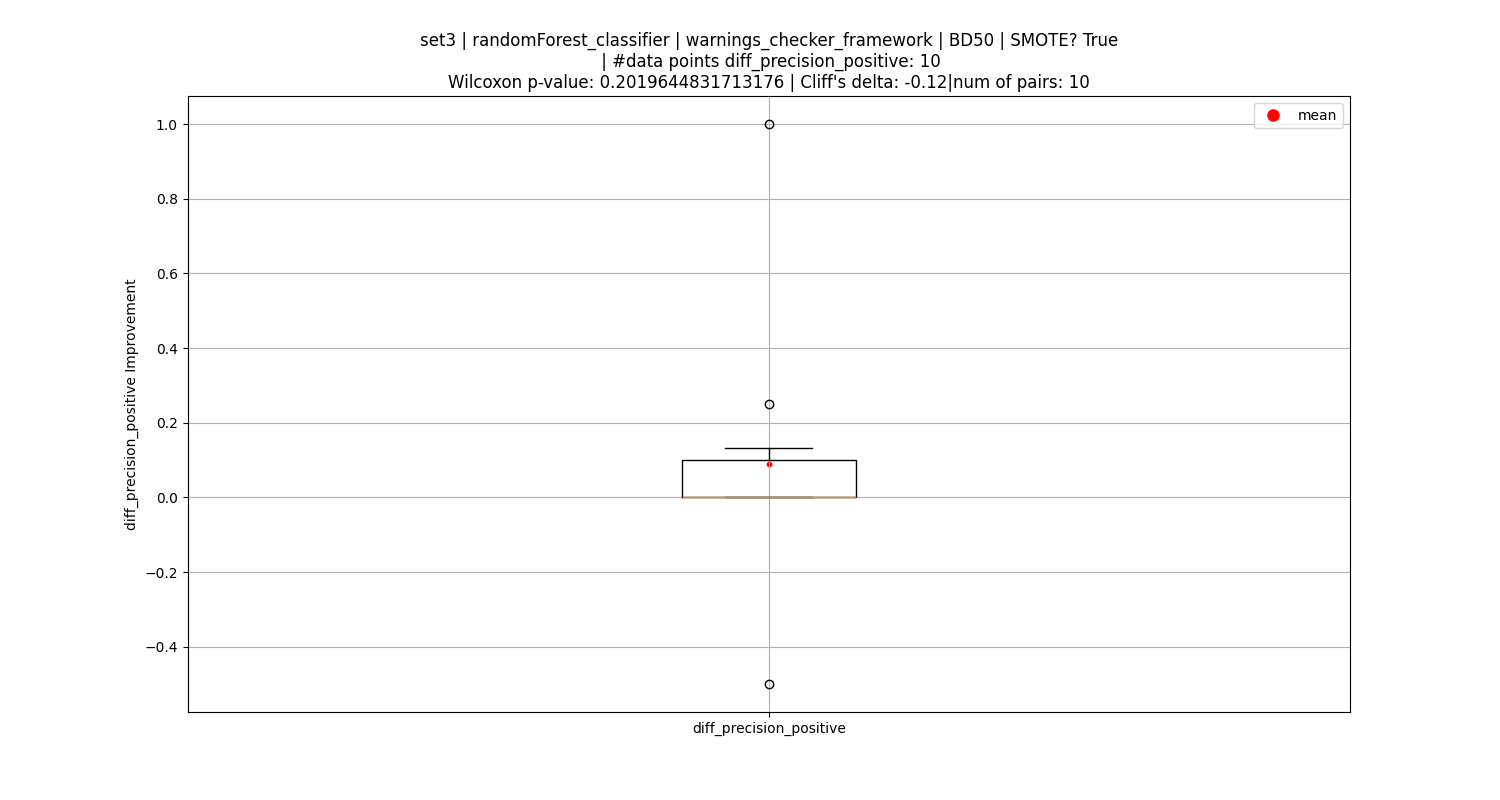 set3 | randomForest_classifier | warnings_checker_framework | BD50 | SMOTE? True
| #data points diff_precision_positive: 10
Wilcoxon p-value: 0.2019644831713176 | Cliff's delta: -0.12|num of pairs: 10
mean
1.0
0.8
0.6
0.4
0.2
0.0
−0.2
−0.4
diff_precision_positive Improvement
diff_precision_positive